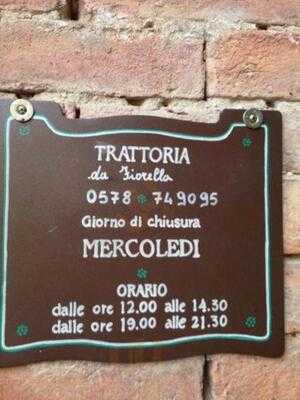 TRATTORIA
da Fiorella
0578 * 749095
Giorno di chiusura
MERCOLEDI
ORARIO
dalle ore 12.00 alle 14.30
dalle ore 19.00 alle 21.30